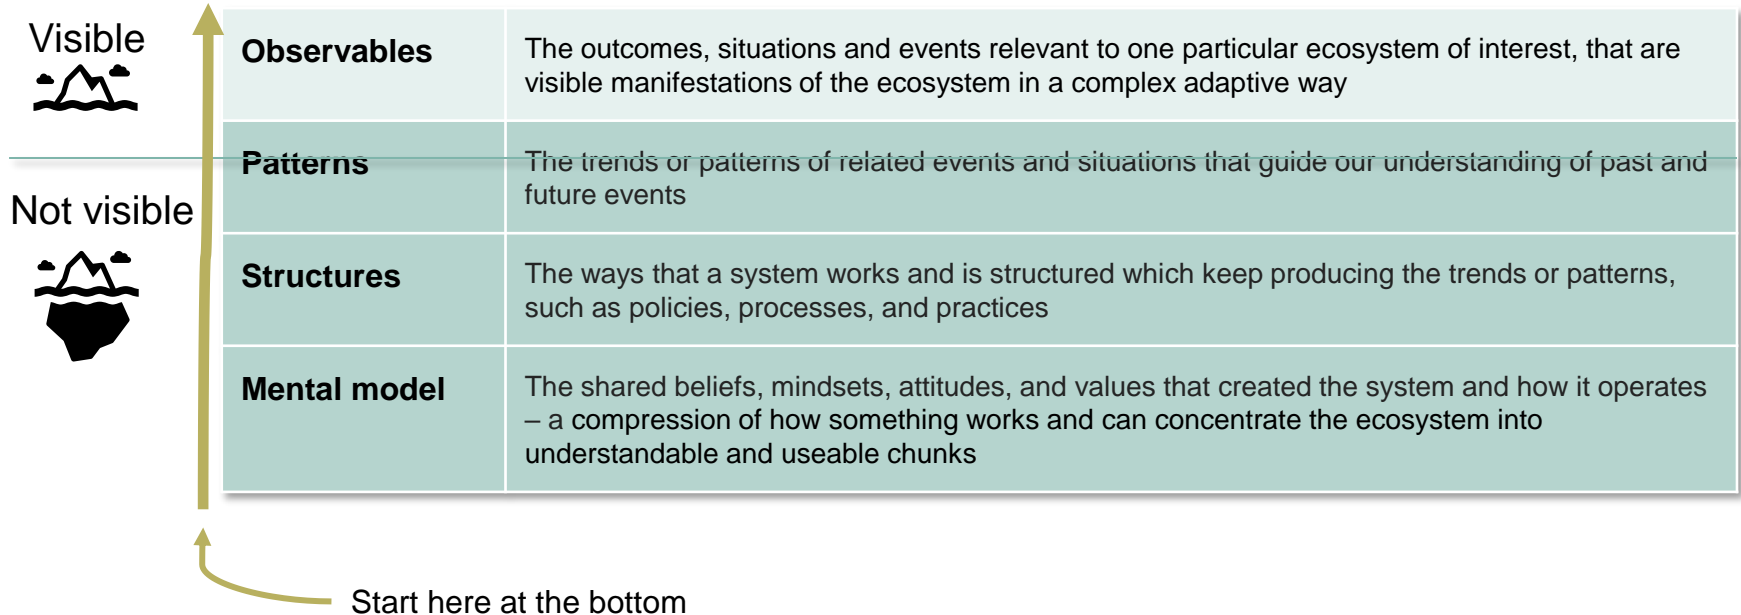 Visible
Observables
The outcomes, situations and events relevant to one particular ecosystem of interest, that are
visible manifestations of the ecosystem in a complex adaptive way
Patterns
The trends or patterns of related events and situations that guide our understanding of past and
future events
Not visible
Structures
The ways that a system works and is structured which keep producing the trends or patterns,
such as policies, processes, and practices
Mental model
The shared beliefs, mindsets, attitudes, and values that created the system and how it operates
– a compression of how something works and can concentrate the ecosystem into
understandable and useable chunks
Start here at the bottom